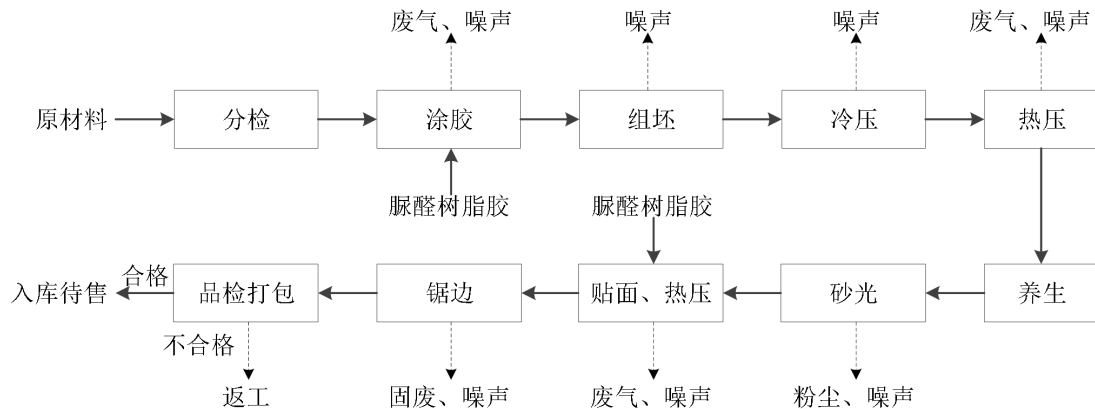 废气、噪声
噪声
噪声
废气、噪声
原材料
分检
涂胶
组坯
冷压
热压
脲醛树脂胶
脲醛树脂胶
入库待售
合格
品检打包
锯边
贴面、热压
砂光
养生
不合格
返工
固废、噪声
废气、噪声
粉尘、噪声